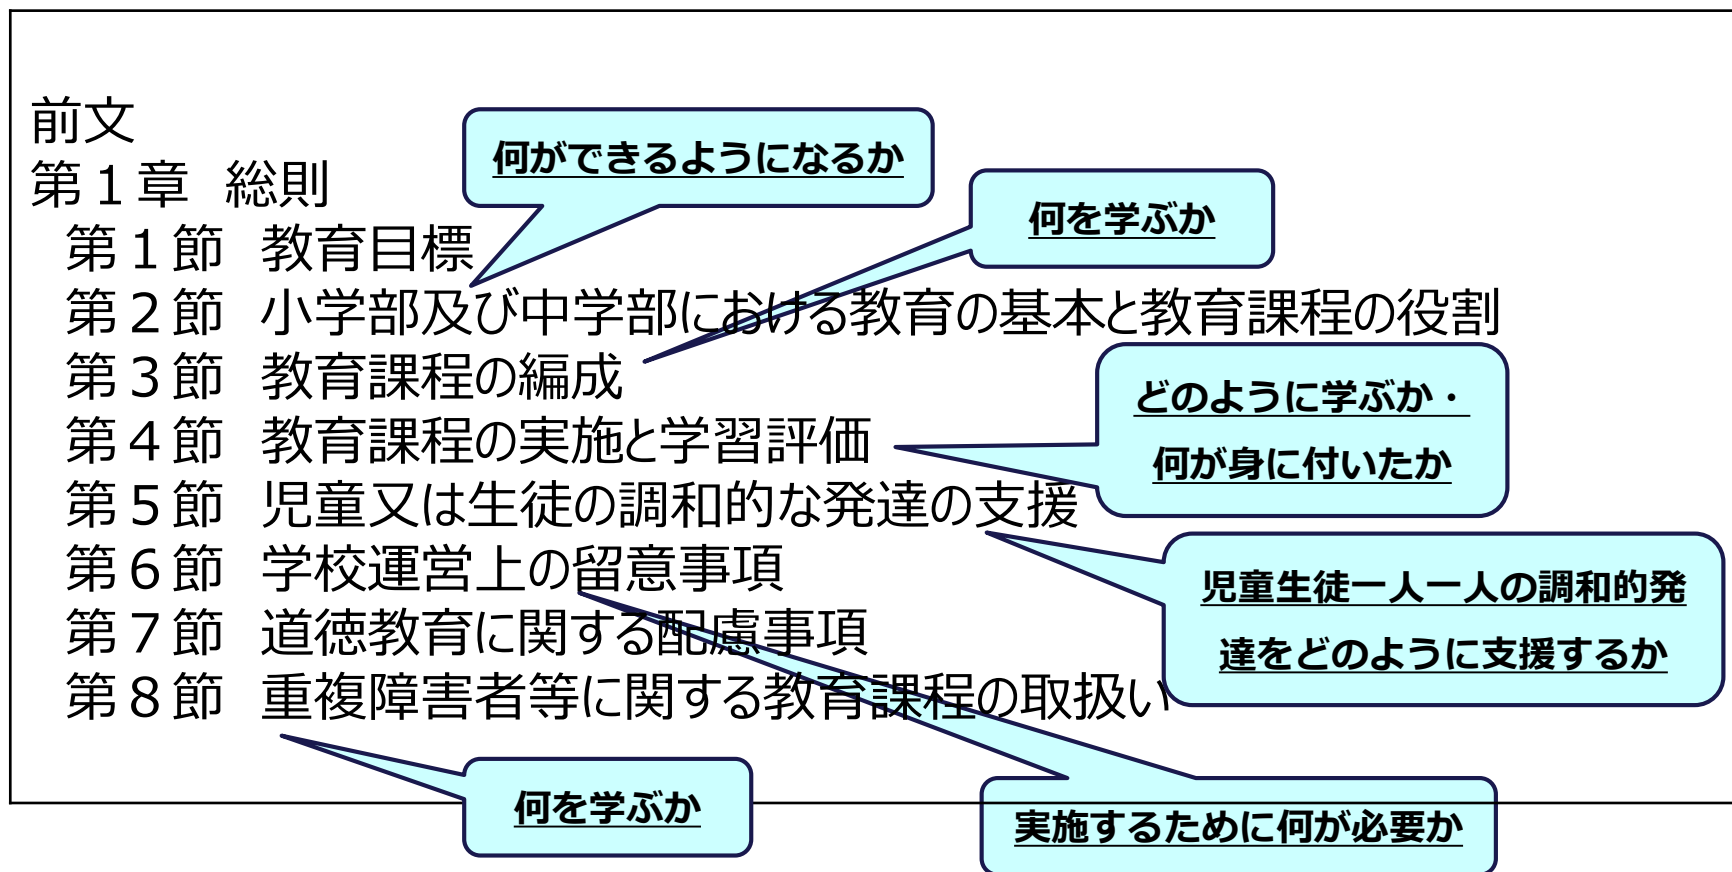 前文
第１章　総則
第１節　教育目標
第２節　小学部及び中学部における教育の基本と教育課程の役割
第３節　教育課程の編成
第４節　教育課程の実施と学習評価
第５節　児童又は生徒の調和的な発達の支援
第６節　学校運営上の留意事項
第７節　道徳教育に関する配慮事項
第８節　重複障害者等に関する教育課程の取扱い
何ができるようになるか
何を学ぶか
どのように学ぶか・
何が身に付いたか
児童生徒一人一人の調和的発
達をどのように支援するか
何を学ぶか
実施するために何が必要か